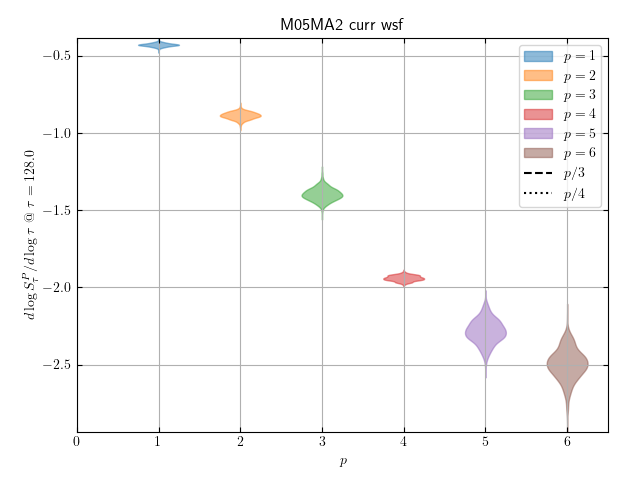 M05MA2 curr wsf
d log S_τ^P / d log τ @ τ = 128.0
−0.5
−1.0
−1.5
−2.0
−2.5
0
1
2
3
4
5
6
p
p = 1
p = 2
p = 3
p = 4
p = 5
p = 6
p/3
p/4